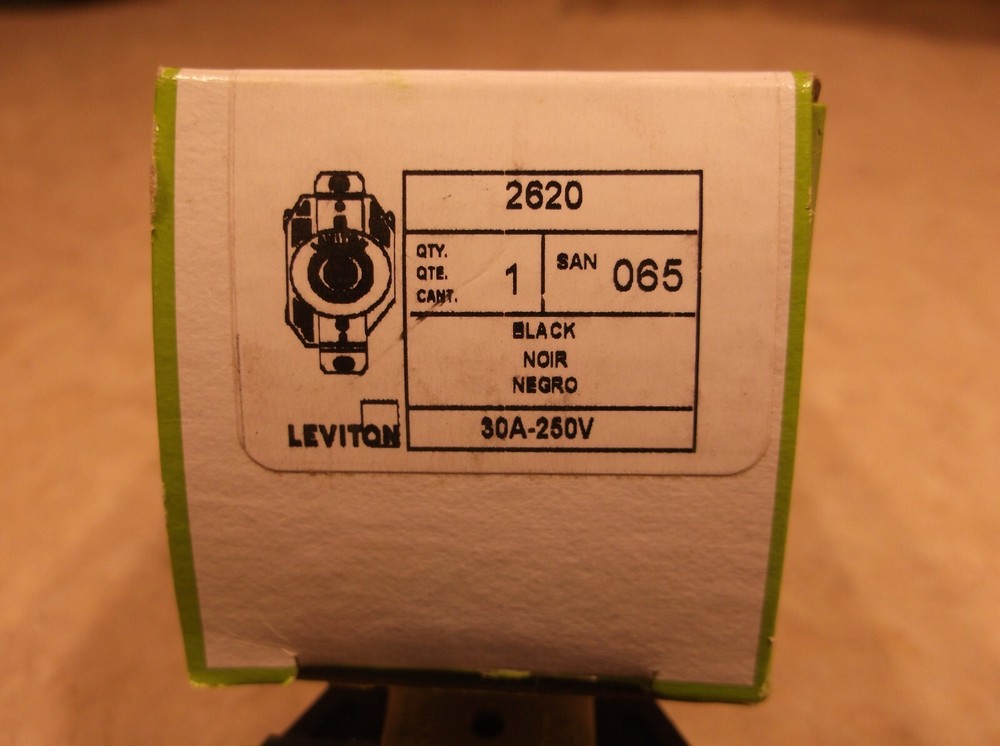 2620
QTY.
QTE.
CANT.
1
SAN 065
BLACK
NOIR
NEGRO
LEVITON
30A-250V